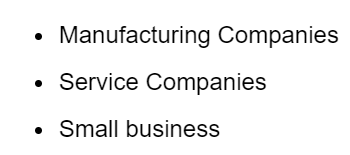 • Manufacturing Companies
• Service Companies
• Small business